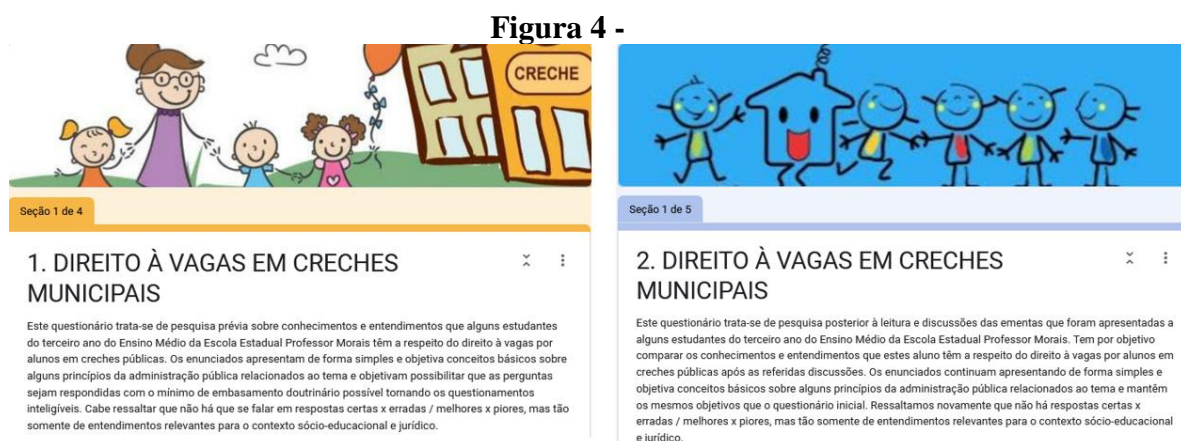 Figura 4 -
CRECHE
Seção 1 de 4
1. DIREITO À VAGAS EM CRECHES
MUNICIPAIS
Este questionário trata-se de pesquisa prévia sobre conhecimentos e entendimentos que alguns estudantes
do terceiro ano do Ensino Médio da Escola Estadual Professor Morais têm a respeito do direito à vagas por
alunos em creches públicas. Os enunciados apresentam de forma simples e objetiva conceitos básicos sobre
alguns princípios da administração pública relacionados ao tema e objetivam possibilitar que as perguntas
sejam respondidas com o mínimo de embasamento doutrinário possível tornando os questionamentos
inteligíveis. Cabe ressaltar que não há que se falar em respostas certas x erradas / melhores x piores, mas tão
somente de entendimentos relevantes para o contexto sócio-educacional e jurídico.
Seção 1 de 5
2. DIREITO À VAGAS EM CRECHES
MUNICIPAIS
Este questionário trata-se de pesquisa posterior à leitura e discussões das ementas que foram apresentadas a
alguns estudantes do terceiro ano do Ensino Médio da Escola Estadual Professor Morais. Tem por objetivo
comparar os conhecimentos e entendimentos que estes aluno têm a respeito do direito à vagas por alunos em
creches públicas após as referidas discussões. Os enunciados continuam apresentando de forma simples e
objetiva conceitos básicos sobre alguns princípios da administração pública relacionados ao tema e mantêm
os mesmos objetivos que o questionário inicial. Ressaltamos novamente que não há respostas certas x
erradas / melhores x piores, mas tão somente de entendimentos relevantes para o contexto sócio-educacional
e jurídico.